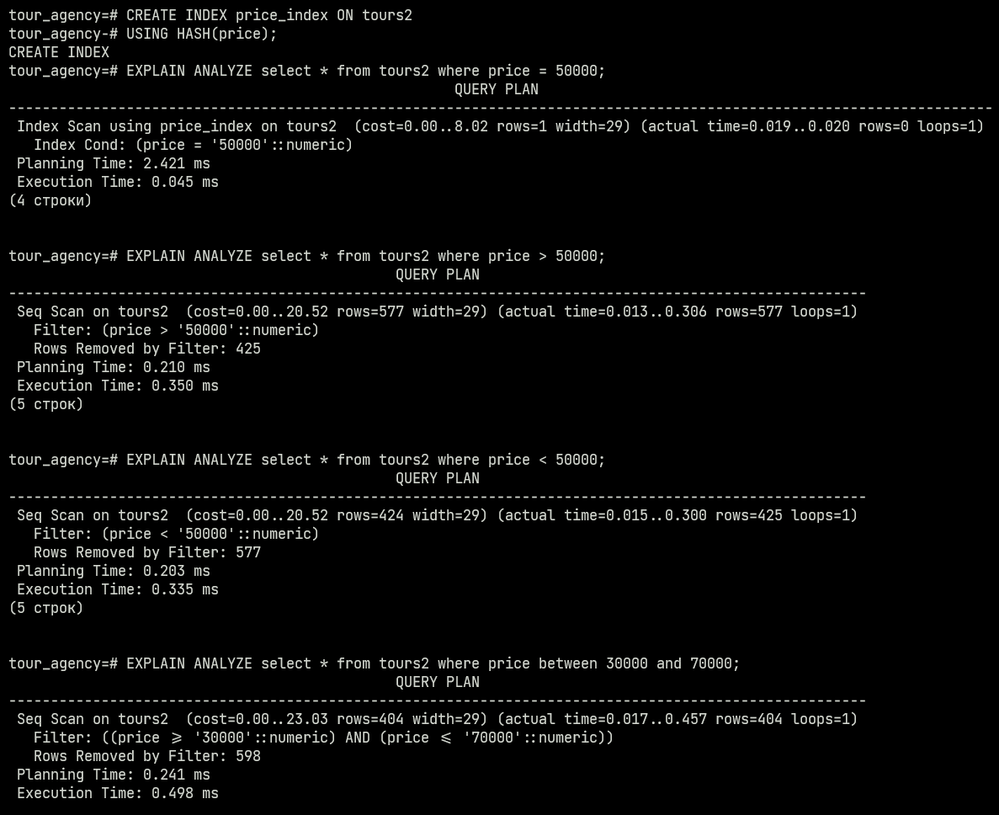 tour_agency=# CREATE INDEX price_index ON tours2
tour_agency-# USING HASH(price);
CREATE INDEX
tour_agency=# EXPLAIN ANALYZE select * from tours2 where price = 50000;
QUERY PLAN
---------------------------------------------------------------------------------------------------------------------
Index Scan using price_index on tours2  (cost=0.00..8.02 rows=1 width=29) (actual time=0.019..0.020 rows=0 loops=1)
Index Cond: (price = '50000'::numeric)
Planning Time: 2.421 ms
Execution Time: 0.045 ms
(4 строки)
tour_agency=# EXPLAIN ANALYZE select * from tours2 where price > 50000;
QUERY PLAN
------------------------------------------------------------------------------------------------------
Seq Scan on tours2  (cost=0.00..20.52 rows=577 width=29) (actual time=0.013..0.306 rows=577 loops=1)
Filter: (price > '50000'::numeric)
Rows Removed by Filter: 425
Planning Time: 0.210 ms
Execution Time: 0.350 ms
(5 строк)
tour_agency=# EXPLAIN ANALYZE select * from tours2 where price < 50000;
QUERY PLAN
------------------------------------------------------------------------------------------------------
Seq Scan on tours2  (cost=0.00..20.52 rows=424 width=29) (actual time=0.015..0.300 rows=425 loops=1)
Filter: (price < '50000'::numeric)
Rows Removed by Filter: 577
Planning Time: 0.203 ms
Execution Time: 0.335 ms
(5 строк)
tour_agency=# EXPLAIN ANALYZE select * from tours2 where price between 30000 and 70000;
QUERY PLAN
------------------------------------------------------------------------------------------------------
Seq Scan on tours2  (cost=0.00..23.03 rows=404 width=29) (actual time=0.017..0.457 rows=404 loops=1)
Filter: ((price >= '30000'::numeric) AND (price <= '70000'::numeric))
Rows Removed by Filter: 598
Planning Time: 0.241 ms
Execution Time: 0.498 ms